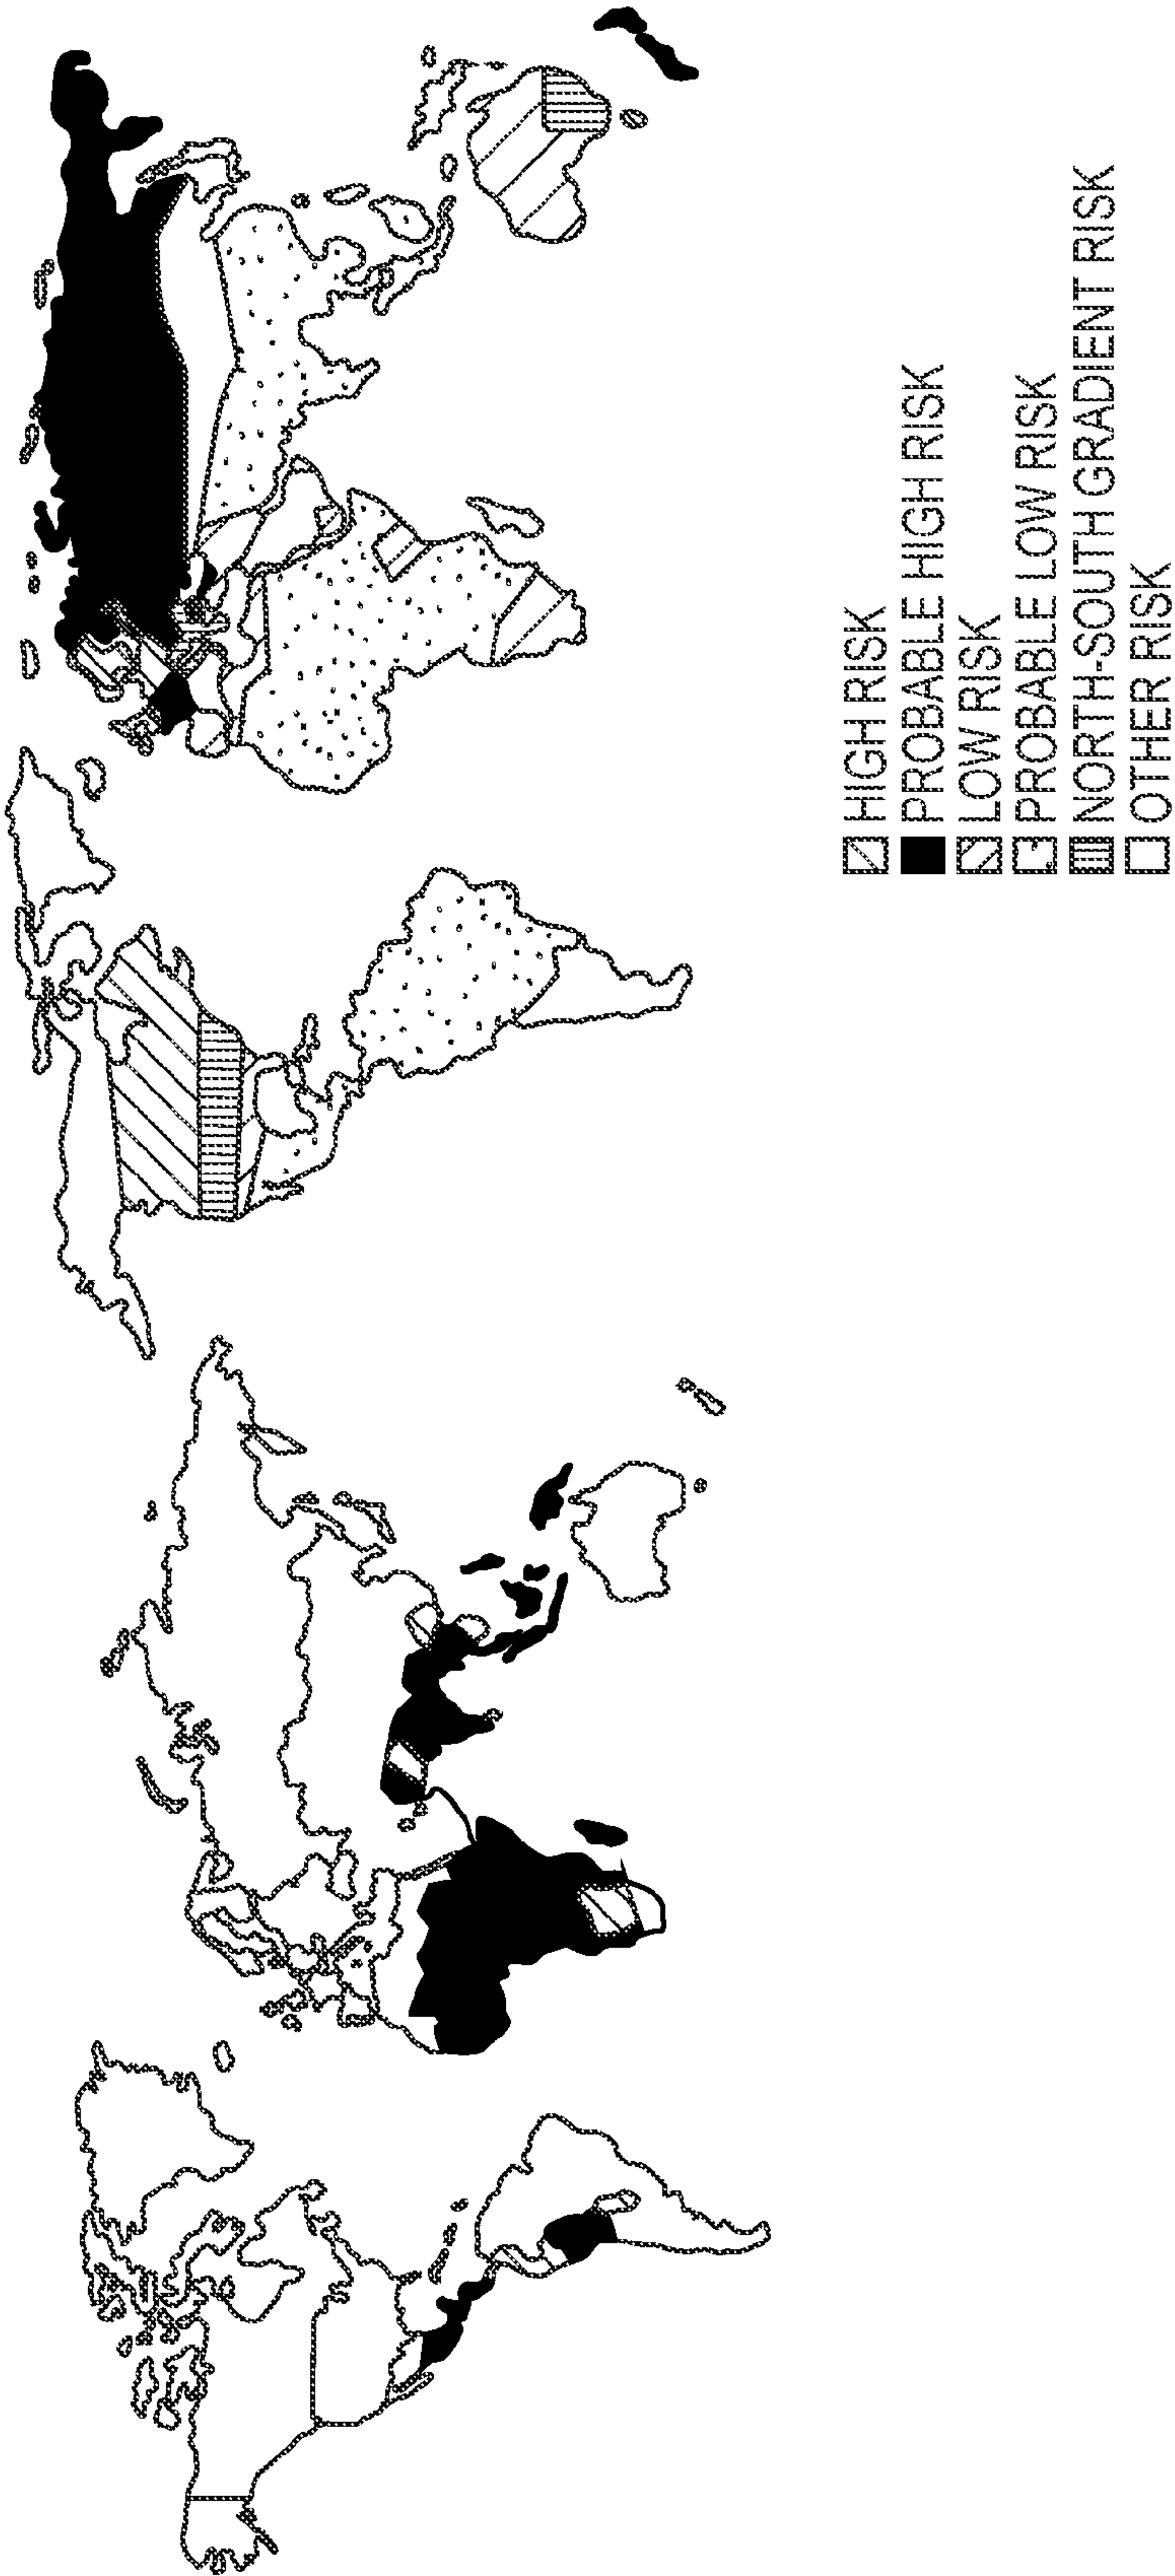 HIGH RISK
PROBABLE HIGH RISK
LOW RISK
PROBABLE LOW RISK
NORTH-SOUTH GRADIENT RISK
OTHER RISK